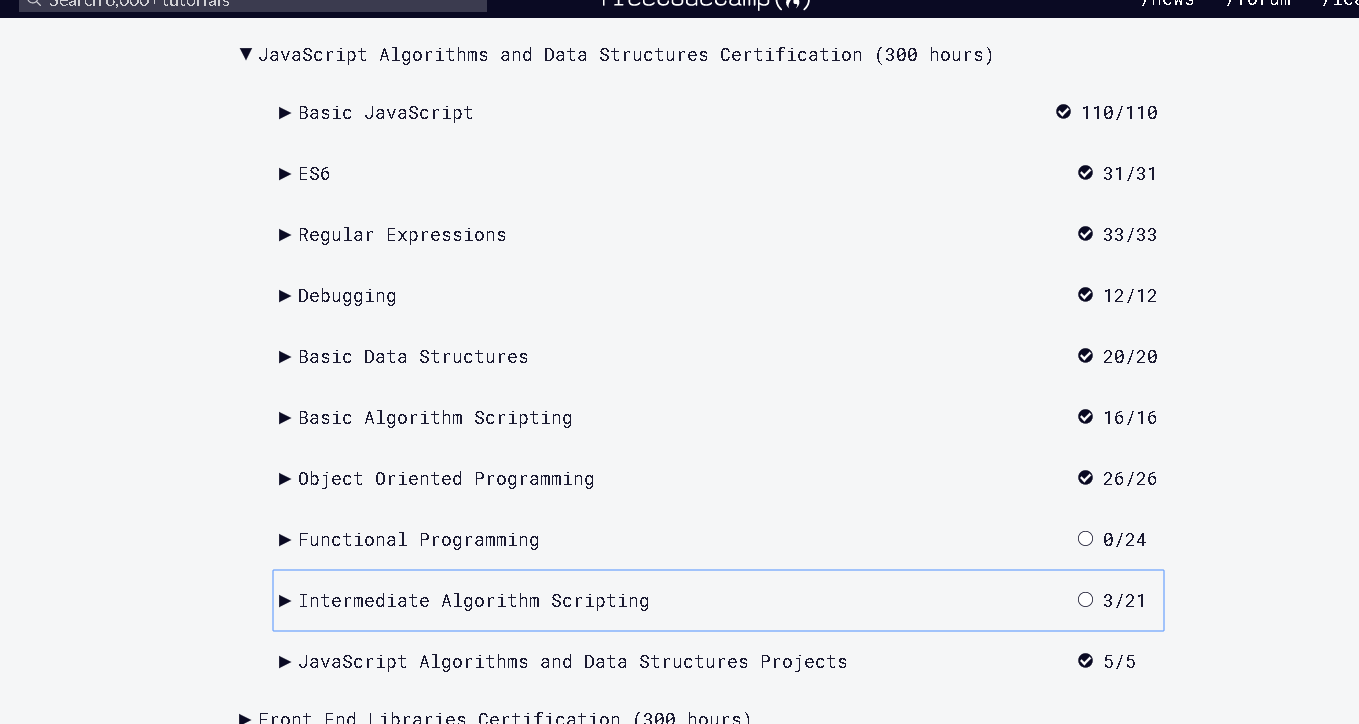 Search 6,000+ tutorials
freeCodeCamp
/news /forum
JavaScript Algorithms and Data Structures Certification (300 hours)
Basic JavaScript 110/110
ES6 31/31
Regular Expressions 33/33
Debugging 12/12
Basic Data Structures 20/20
Basic Algorithm Scripting 16/16
Object Oriented Programming 26/26
Functional Programming 0/24
Intermediate Algorithm Scripting 3/21
JavaScript Algorithms and Data Structures Projects 5/5
Front End Libraries Certification (300 hours)